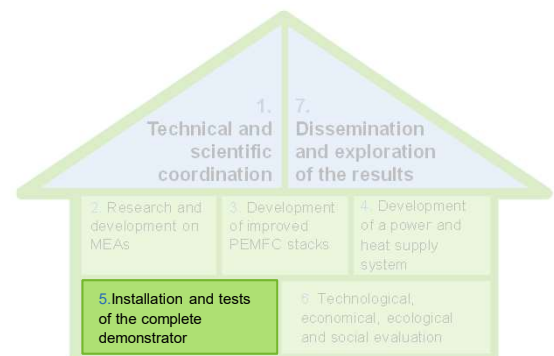 1.
Technical and
scientific
coordination
7.
Dissemination
and exploration
of the results
2. Research and
development on
MEAs
3. Development
of improved
PEMFC stacks
4. Development
of a power and
heat supply
system
5.Installation and tests
of the complete
demonstrator
6. Technological,
economical, ecological
and social evaluation